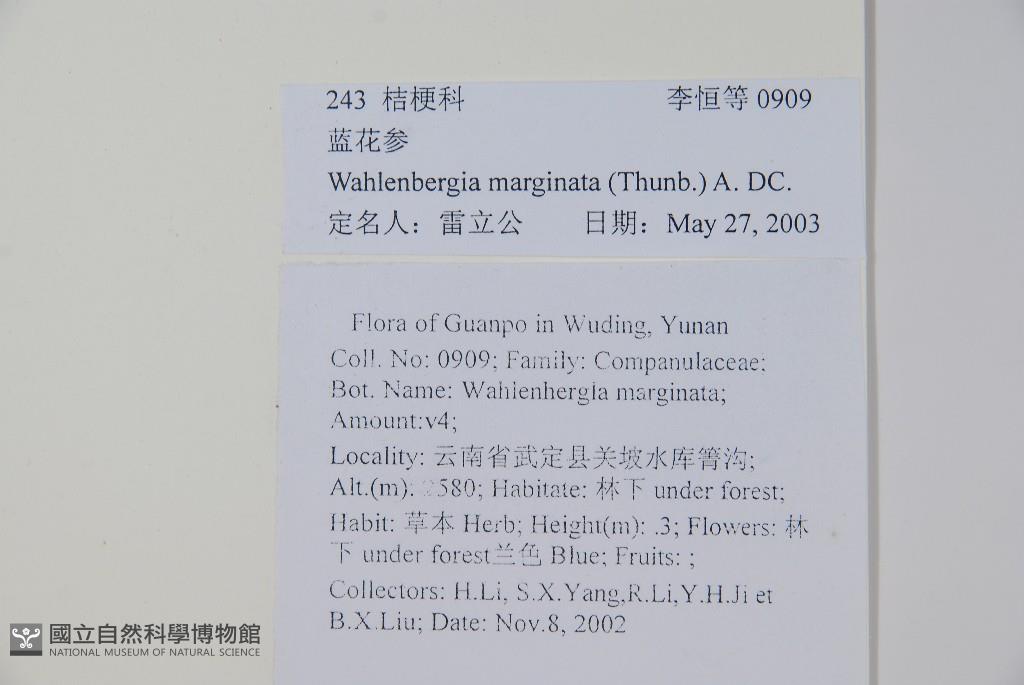 243 桔梗科 李恒等 0909
蓝花参
Wahlenbergia marginata (Thunb.) A. DC.
定名人：雷立公 日期：May 27, 2003
Flora of Guanpo in Wuding, Yunan
Coll. No: 0909; Family: Companulaceae;
Bot. Name: Wahlenhergia marginata;
Amount:v4;
Locality: 云南省武定县关坡水库箐沟;
Alt.(m): 2580; Habitate: 林下 under forest;
Habit: 草本 Herb; Height(m): .3; Flowers: 林
下 under forest兰色 Blue; Fruits: ;
Collectors: H.Li, S.X.Yang,R.Li,Y.H.Ji et
B.X.Liu; Date: Nov.8, 2002
國立自然科學博物館
NATIONAL MUSEUM OF NATURAL SCIENCE